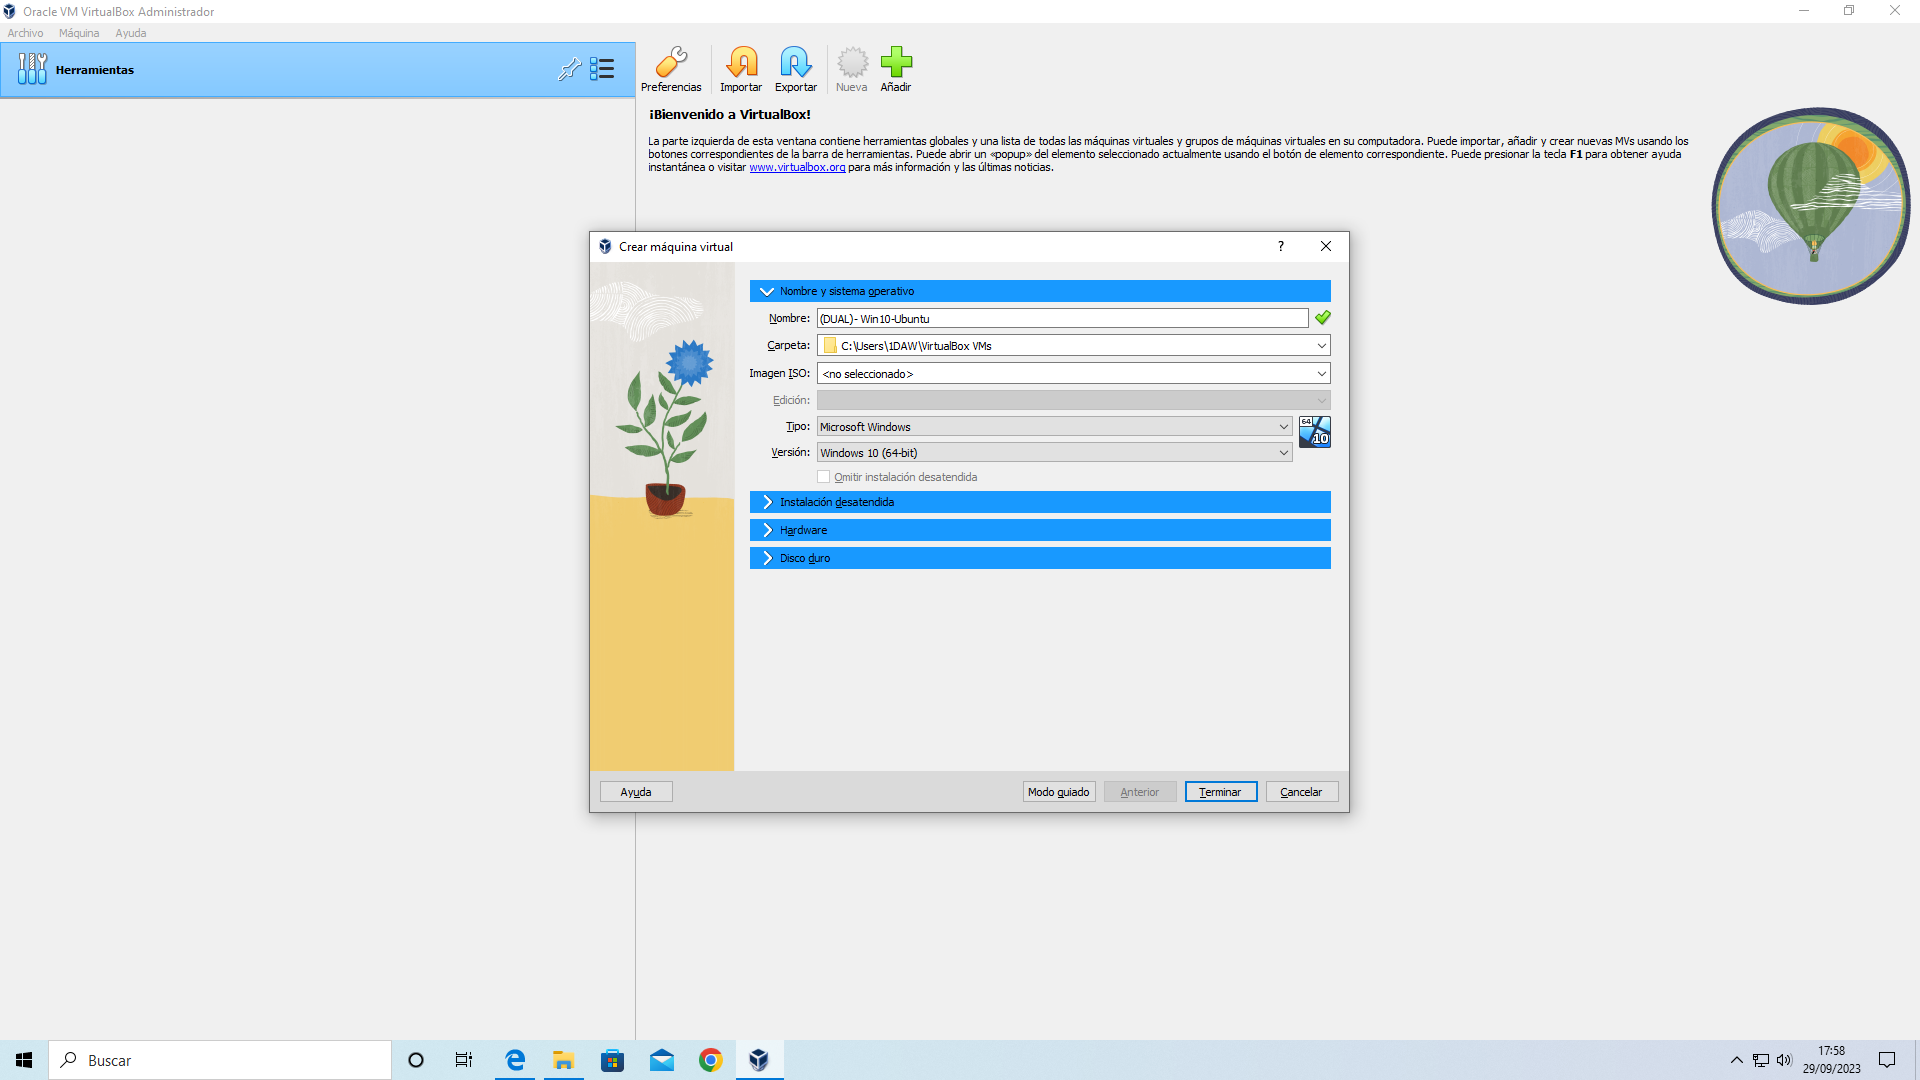 Oracle VM VirtualBox Administrador
Archivo Máquina Ayuda
Herramientas
Preferencias Importar Exportar Nueva Añadir
¡Bienvenido a VirtualBox!
La parte izquierda de esta ventana contiene herramientas globales y una lista de todas las máquinas virtuales y grupos de máquinas virtuales en su computadora. Puede importar, añadir y crear nuevas MVs usando los
botones correspondientes de la barra de herramientas. Puede abrir un «popup» del elemento seleccionado actualmente usando el botón de elemento correspondiente. Puede presionar la tecla F1 para obtener ayuda
instantánea o visitar www.virtualbox.org para más información y las últimas noticias.
Crear máquina virtual ?
Nombre y sistema operativo
Nombre: (DUAL)- Win10-Ubuntu
Carpeta: C:\Users\1DAW\VirtualBox VMs
Imagen ISO: <no seleccionado>
Edición:
Tipo: Microsoft Windows
64
10
Versión: Windows 10 (64-bit)
Omitir instalación desatendida
Instalación desatendida
Hardware
Disco duro
Ayuda Modo guiado Anterior Terminar Cancelar
Buscar
17:58
29/09/2023